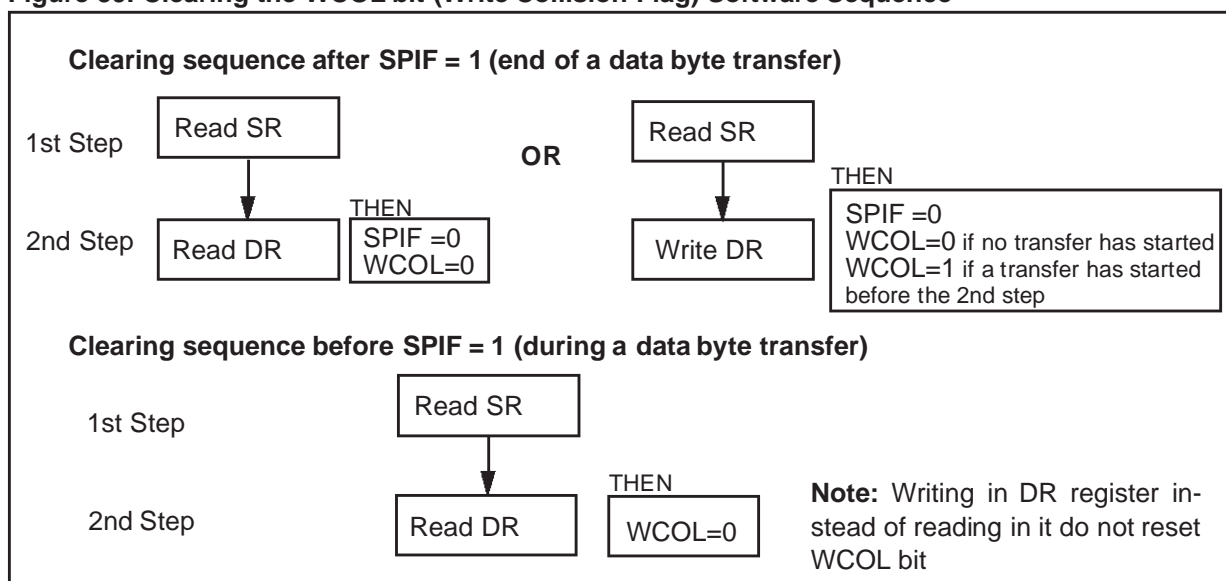 Clearing sequence after SPIF = 1 (end of a data byte transfer)
1st Step
Read SR
OR
Read SR
2nd Step
Read DR
THEN
SPIF =0
WCOL=0
Write DR
THEN
SPIF =0
WCOL=0 if no transfer has started
WCOL=1 if a transfer has started
before the 2nd step
Clearing sequence before SPIF = 1 (during a data byte transfer)
1st Step
Read SR
2nd Step
Read DR
THEN
WCOL=0
Note: Writing in DR register in-
stead of reading in it do not reset
WCOL bit